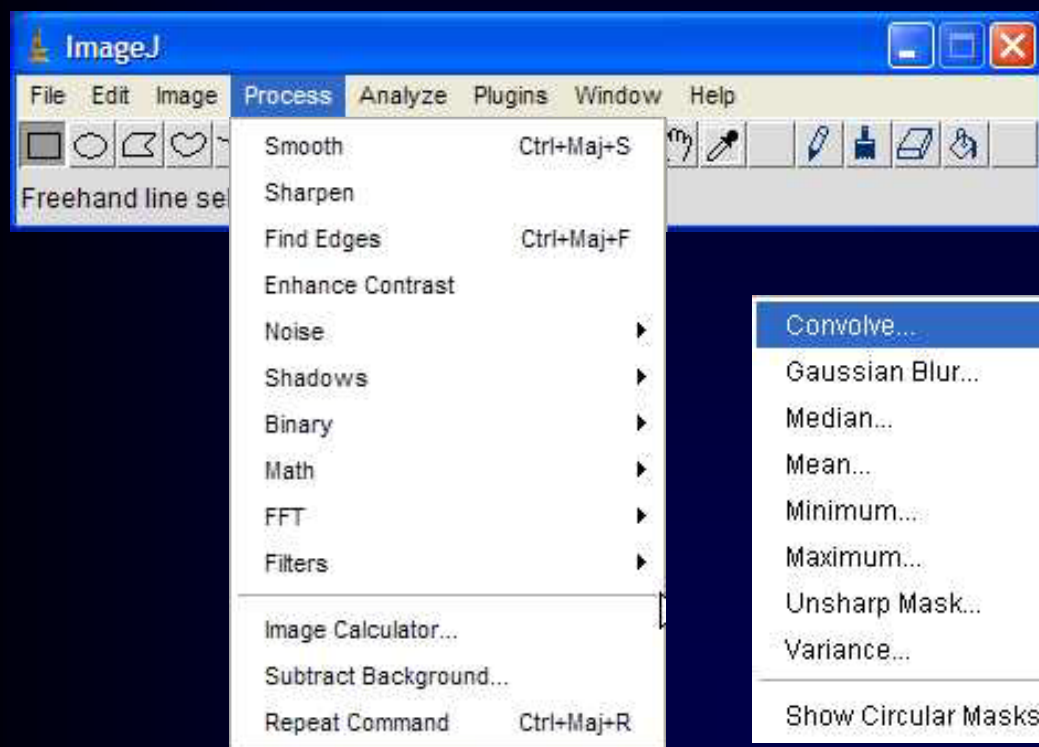 ImageJ
File Edit Image Process Analyze Plugins Window Help
Freehand line sel
Smooth Ctrl+Maj+S
Sharpen
Find Edges Ctrl+Maj+F
Enhance Contrast
Noise
Shadows
Binary
Math
FFT
Filters
Image Calculator...
Subtract Background...
Repeat Command Ctrl+Maj+R
Convolve...
Gaussian Blur...
Median...
Mean...
Minimum...
Maximum...
Unsharp Mask...
Variance...
Show Circular Masks